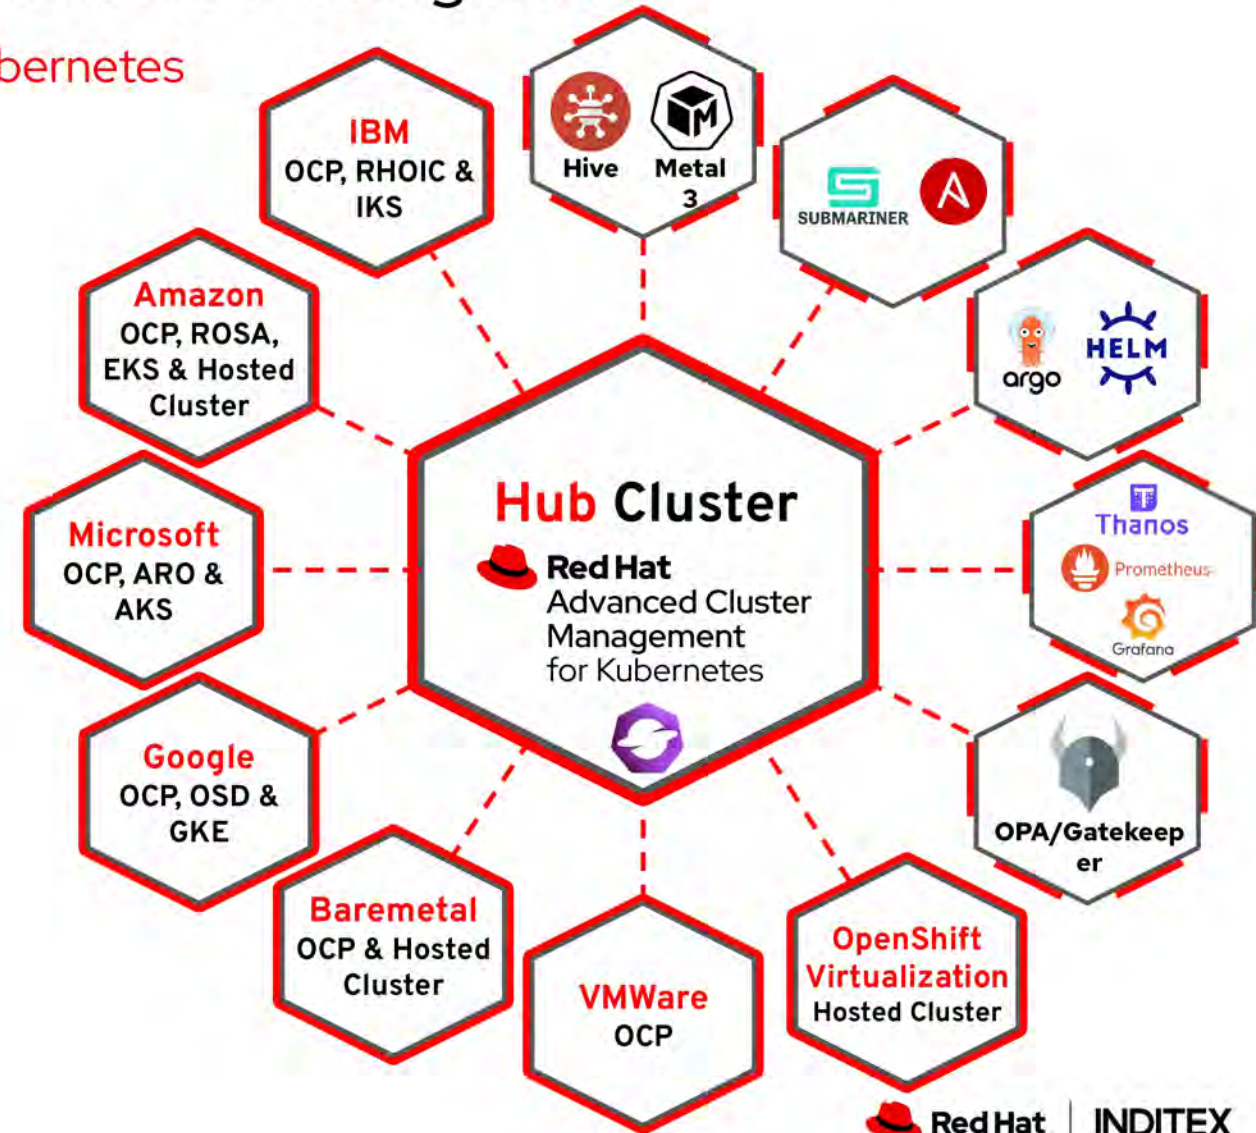 bernetes
IBM
OCP, RHOIC &
IKS
Hive
Metal
3
SUBMARINER
Amazon
OCP, ROSA,
EKS & Hosted
Cluster
argo
HELM
Microsoft
OCP, ARO &
AKS
Hub Cluster
Red Hat
Advanced Cluster
Management
for Kubernetes
Thanos
Prometheus
Grafana
Google
OCP, OSD &
GKE
OPA/Gatekeep
er
Baremetal
OCP & Hosted
Cluster
VMWare
OCP
OpenShift
Virtualization
Hosted Cluster
Red Hat | INDITEX